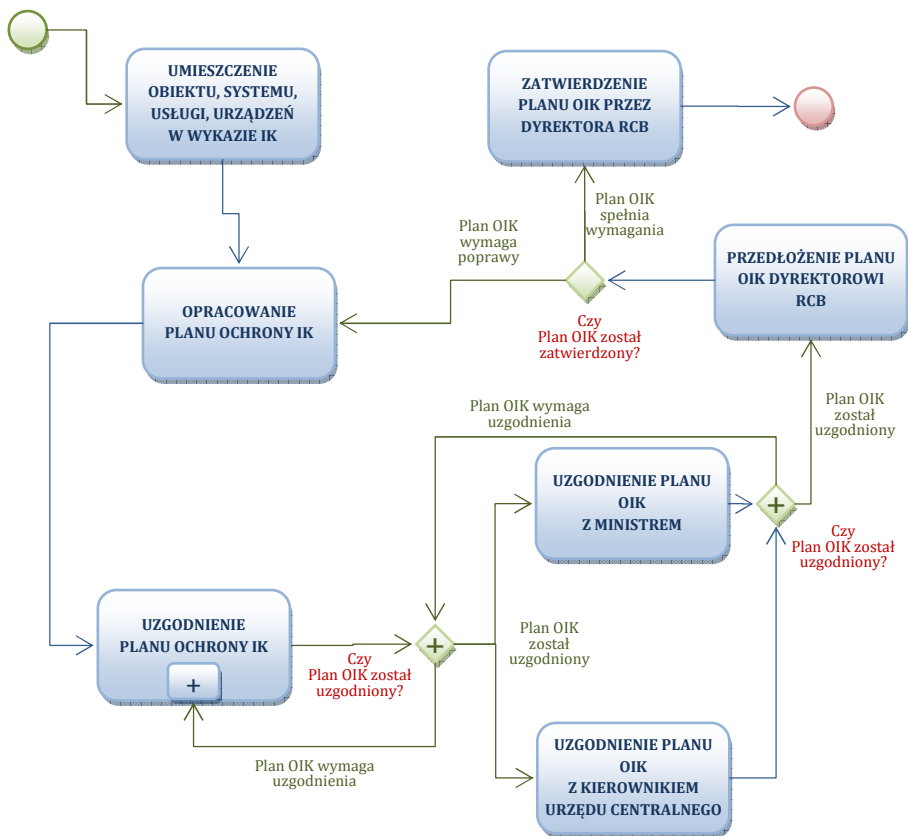 UMIESZCZENIE
OBIEKTU, SYSTEMU,
USŁUGI, URZĄDZEŃ
W WYKAZIE IK
ZATWIERDZENIE
PLANU OIK PRZEZ
DYREKTORA RCB
Plan OIK
wymaga
poprawy
Plan OIK
spełnia
wymagania
PRZEDŁOŻENIE PLANU
OIK DYREKTOROWI
RCB
OPRACOWANIE
PLANU OCHRONY IK
Czy
Plan OIK został
zatwierdzony?
Plan OIK wymaga
uzgodnienia
Plan OIK
został
uzgodniony
UZGODNIENIE PLANU
OIK
Z MINISTREM
+
Czy
Plan OIK został
uzgodniony?
UZGODNIENIE
PLANU OCHRONY IK
+
Czy
Plan OIK został
uzgodniony?
+
Plan OIK
został
uzgodniony
Plan OIK wymaga
uzgodnienia
UZGODNIENIE PLANU
OIK
Z KIEROWNIKIEM
URZĘDU CENTRALNEGO